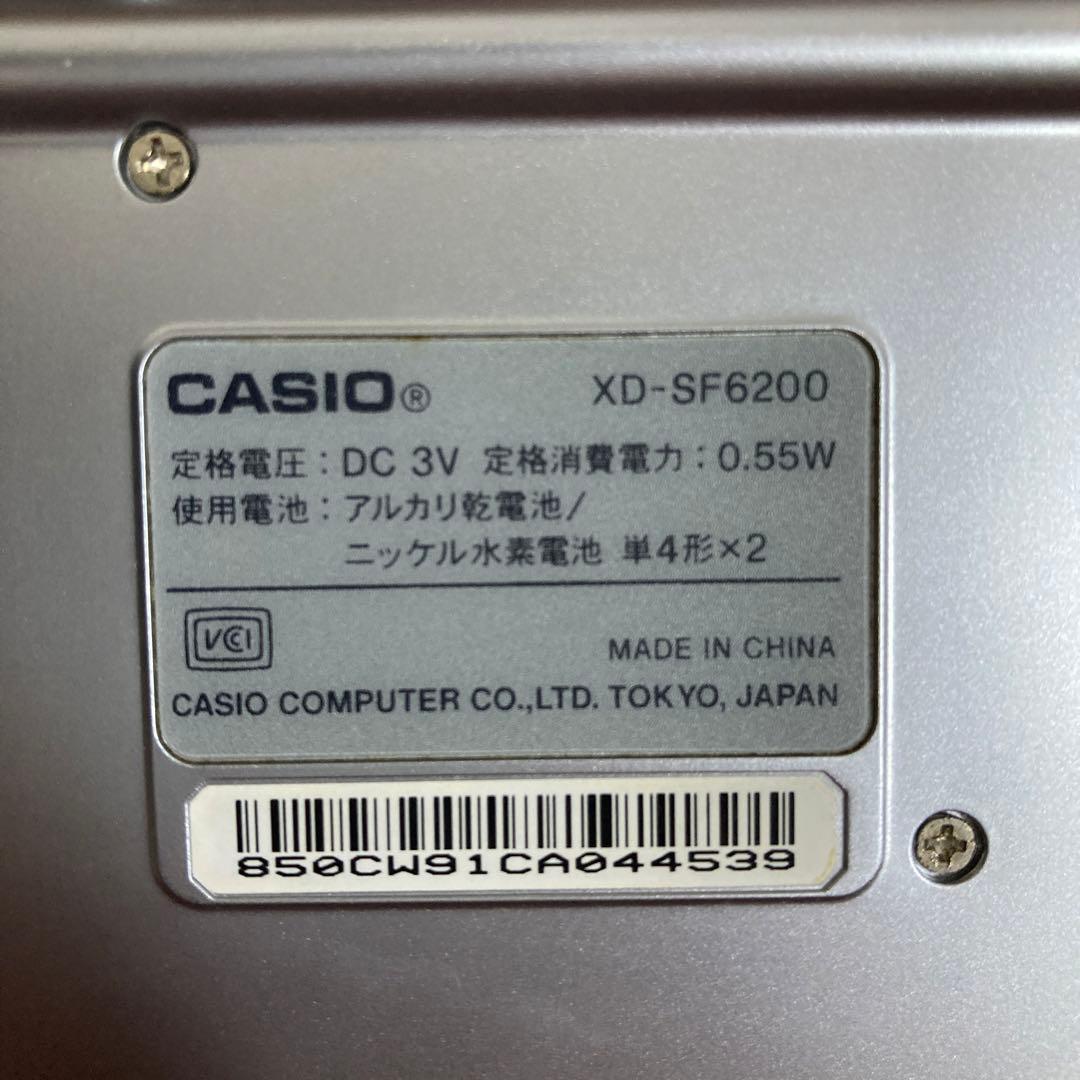 CASIO® XD-SF6200
定格電圧：DC 3V 定格消費電力：0.55W
使用電池：アルカリ乾電池/
ニッケル水素電池 単4形×2
VCCI MADE IN CHINA
CASIO COMPUTER CO.,LTD. TOKYO, JAPAN
850CW91CA044539